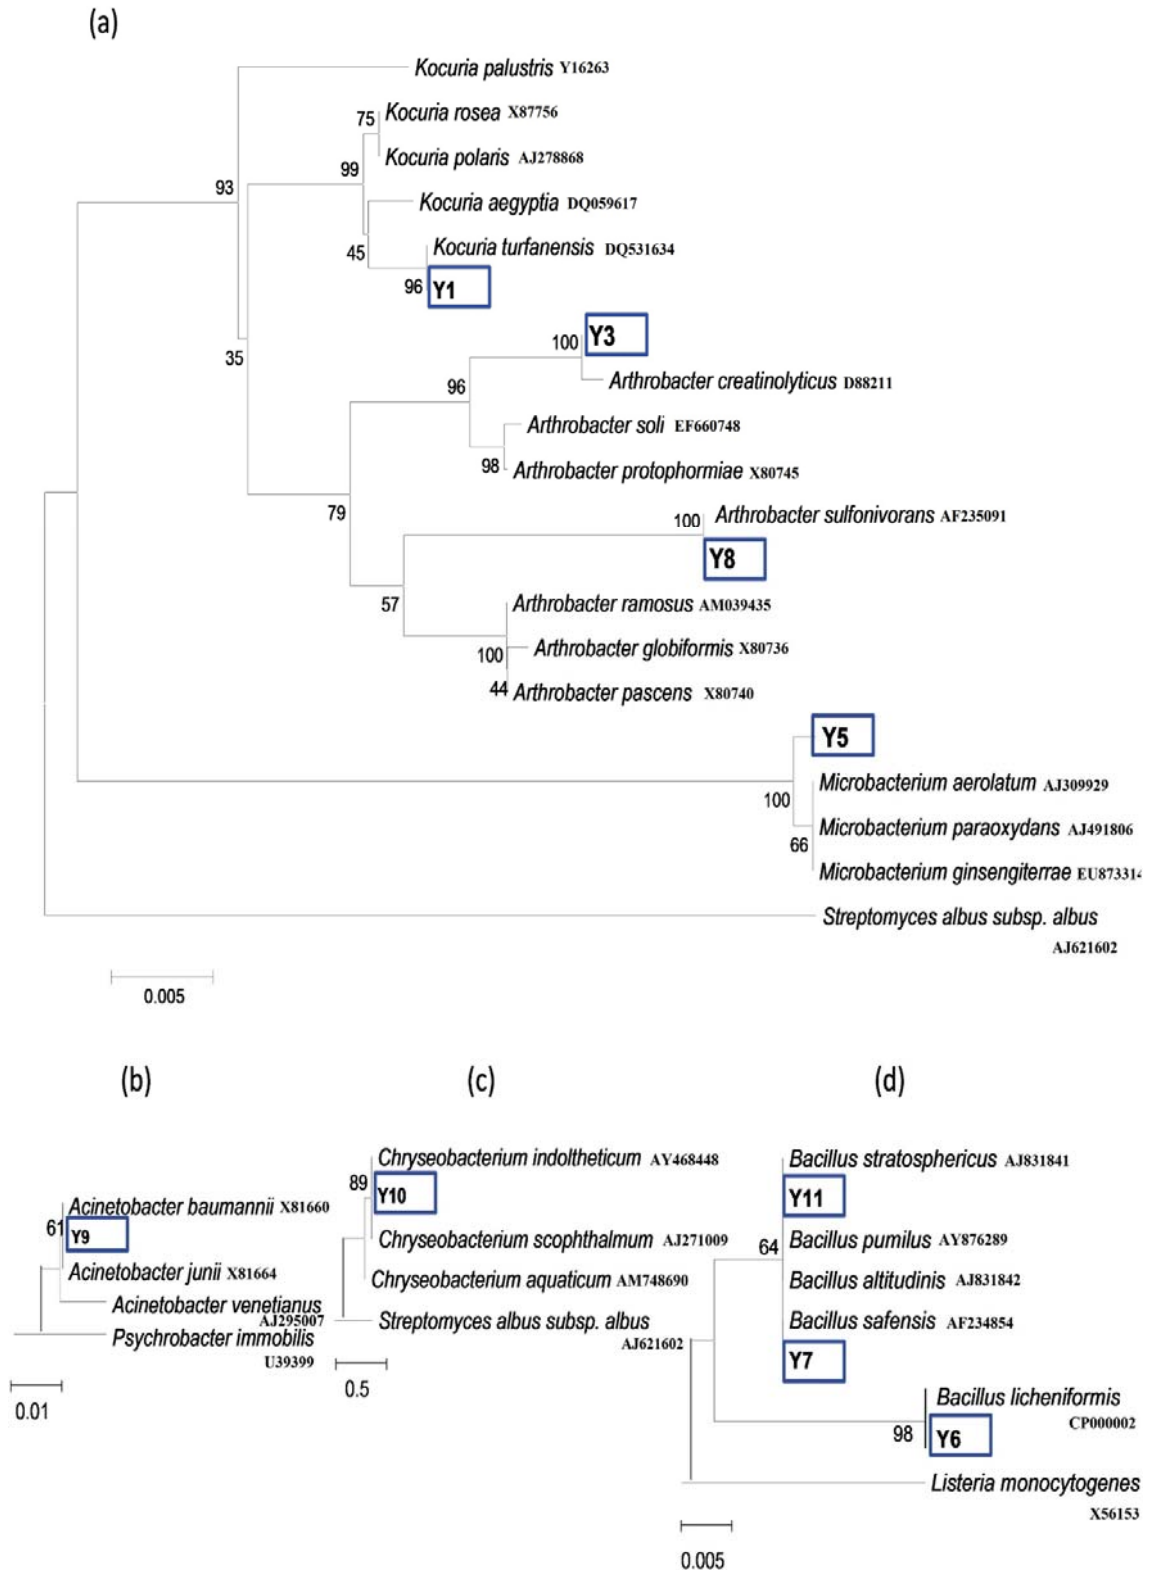 (a)
Kocuria palustris Y16263
75 Kocuria rosea X87756
Kocuria polaris AJ278868
99
93
Kocuria aegyptia DQ059617
45
Kocuria turfanensis DQ531634
96 Y1
100 Y3
35
Arthrobacter creatinolyticus D88211
96
Arthrobacter soli EF660748
98 Arthrobacter protophormiae X80745
79
100 Arthrobacter sulfonivorans AF235091
Y8
57
Arthrobacter ramosus AM039435
100 Arthrobacter globiformis X80736
44 Arthrobacter pascens X80740
Y5
100
Microbacterium aerolatum AJ309929
Microbacterium paraoxydans AJ491806
66
Microbacterium ginsengiterrae EU87331
Streptomyces albus subsp. albus
AJ621602
0.005
(b)
Acinetobacter baumannii X81660
61 Y9
Acinetobacter junii X81664
Acinetobacter venetianus
AJ295007
Psychrobacter immobilis
U39399
0.01
(c)
Chryseobacterium indoltheticum AY468448
89 Y10
Chryseobacterium scophthalmum AJ271009
Chryseobacterium aquaticum AM748690
Streptomyces albus subsp. albus
AJ621602
0.5
(d)
Bacillus stratosphericus AJ831841
Y11
64 Bacillus pumilus AY876289
Bacillus altitudinis AJ831842
Bacillus safensis AF234854
Y7
Bacillus licheniformis
CP000002
98 Y6
Listeria monocytogenes
X56153
0.005